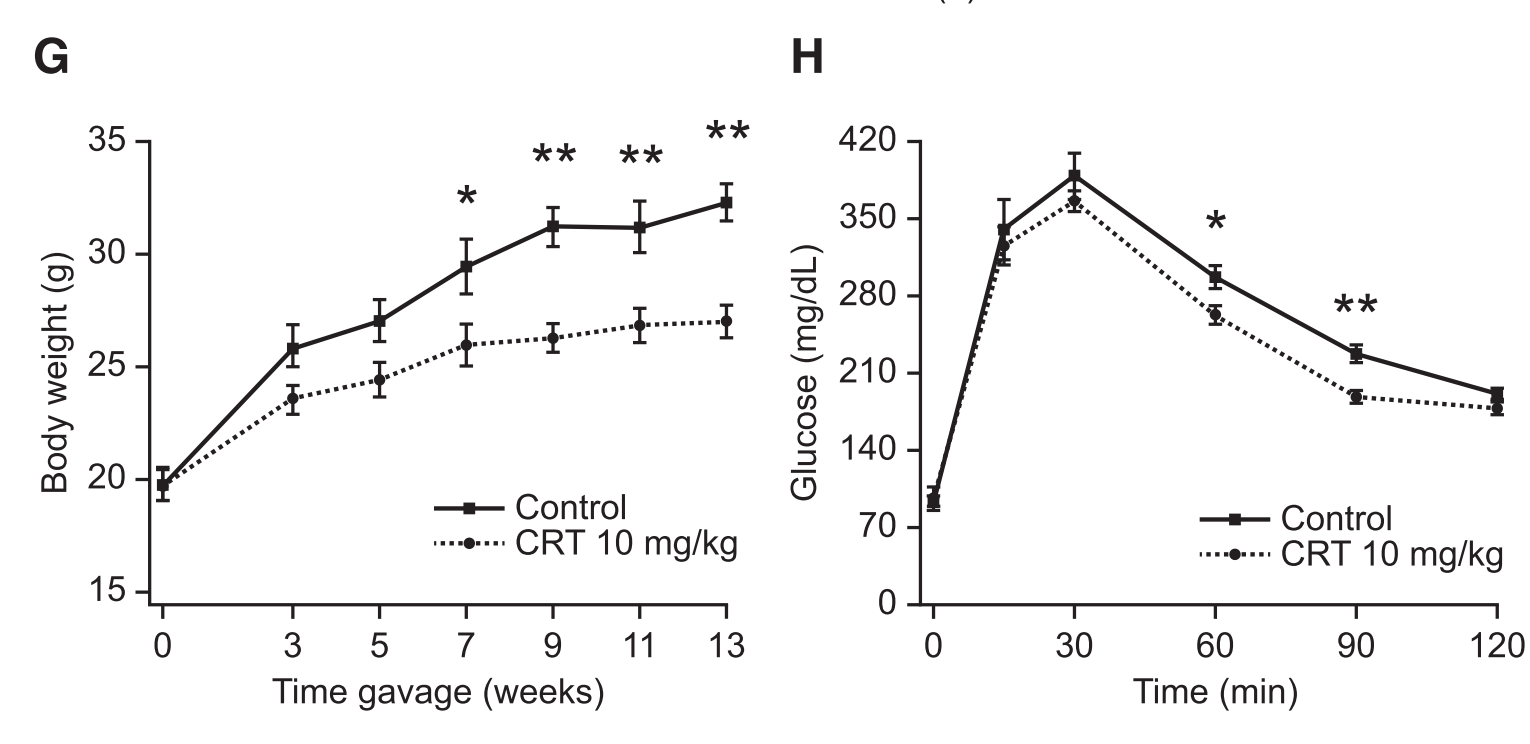 G
35
30
25
20
15
Body weight (g)
*
**
**
**
Control
CRT 10 mg/kg
0 3 5 7 9 11 13
Time gavage (weeks)
H
420
350
280
210
140
70
0
Glucose (mg/dL)
*
**
Control
CRT 10 mg/kg
0 30 60 90 120
Time (min)